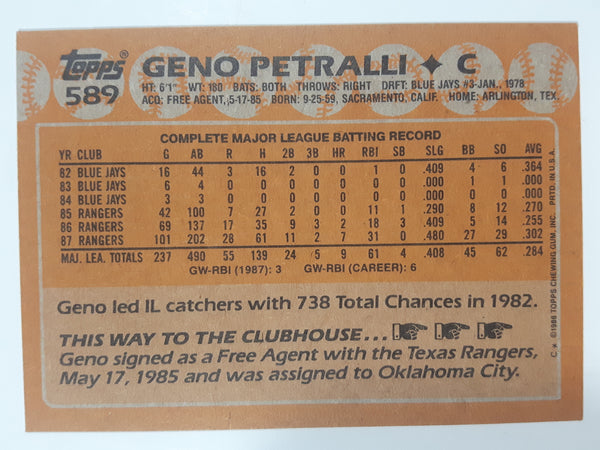 Topps®
589
GENO PETRALLI ✦ C
HT: 6'1" WT: 180 BATS: BOTH THROWS: RIGHT DRFT: BLUE JAYS #3-JAN., 1978
ACQ: FREE AGENT, 5-17-85 BORN: 9-25-59, SACRAMENTO, CALIF. HOME: ARLINGTON, TEX.
COMPLETE MAJOR LEAGUE BATTING RECORD
YR CLUB G AB R H 2B 3B HR RBI SB SLG BB SO AVG
82 BLUE JAYS 16 44 3 16 2 0 0 1 0 .409 4 6 .364
83 BLUE JAYS 6 4 0 0 0 0 0 0 0 .000 1 1 .000
84 BLUE JAYS 3 3 0 0 0 0 0 0 0 .000 0 0 .000
85 RANGERS 42 100 7 27 2 0 0 11 1 .290 8 12 .270
86 RANGERS 69 137 17 35 9 3 2 18 3 .409 5 14 .255
87 RANGERS 101 202 28 61 11 2 7 31 0 .480 27 29 .302
MAJ. LEA. TOTALS 237 490 55 139 24 5 9 61 4 .408 45 62 .284
GW-RBI (1987): 3 GW-RBI (CAREER): 6
Geno led IL catchers with 738 Total Chances in 1982.
THIS WAY TO THE CLUBHOUSE...
Geno signed as a Free Agent with the Texas Rangers,
May 17, 1985 and was assigned to Oklahoma City.
C ✶ ©1988 TOPPS CHEWING GUM, INC. PRTD. IN U.S.A.